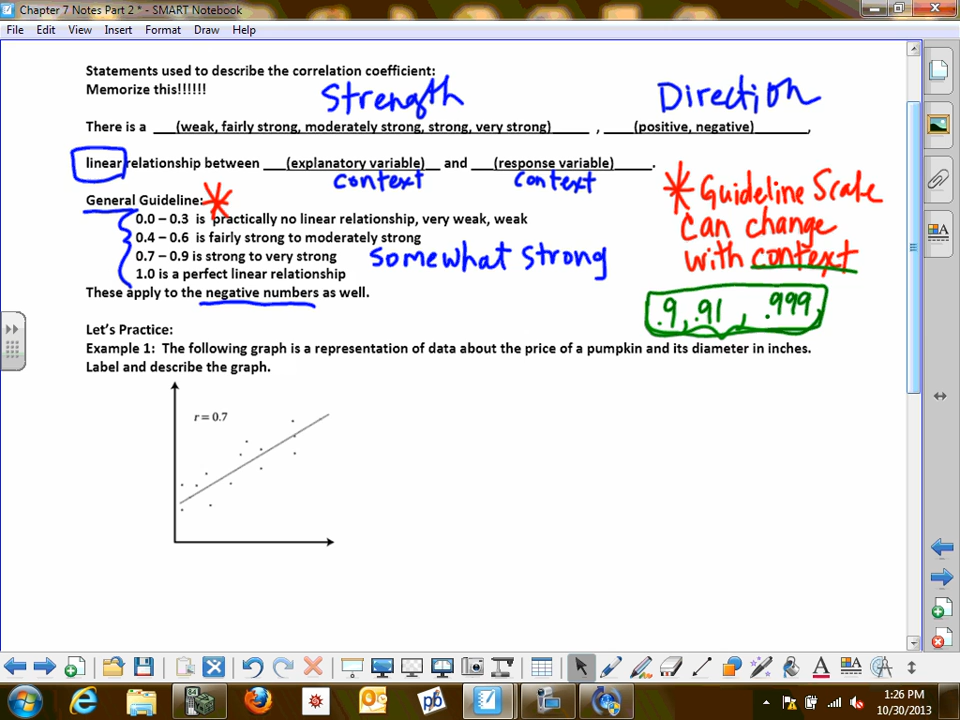 Chapter 7 Notes Part 2 * - SMART Notebook
File Edit View Insert Format Draw Help
Statements used to describe the correlation coefficient:
Memorize this!!!!!!
Strength Direction
There is a ___(weak, fairly strong, moderately strong, strong, very strong)_____ , ____(positive, negative)_______,
linear relationship between ___(explanatory variable)__ and ___(response variable)_____.
context context
General Guideline: *
0.0 – 0.3 is practically no linear relationship, very weak, weak
0.4 – 0.6 is fairly strong to moderately strong
0.7 – 0.9 is strong to very strong
1.0 is a perfect linear relationship
These apply to the negative numbers as well.
somewhat strong
* Guideline Scale
can change
with context
.9, .91, .999
Let's Practice:
Example 1: The following graph is a representation of data about the price of a pumpkin and its diameter in inches.
Label and describe the graph.
r = 0.7
A
A
84
pb
1:26 PM
10/30/2013